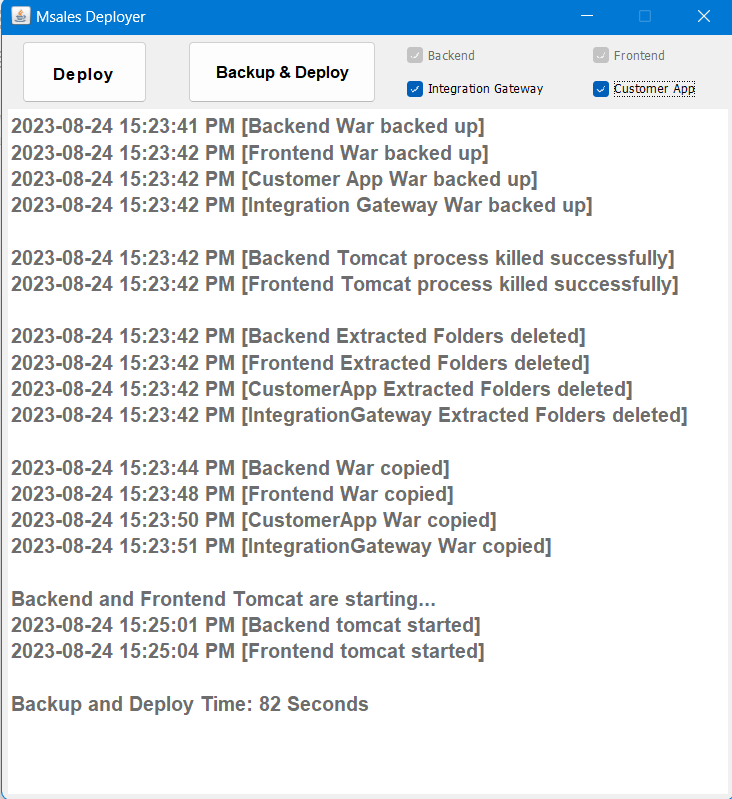 Msales Deployer
Deploy
Backup & Deploy
Backend
Frontend
Integration Gateway
Customer App
2023-08-24 15:23:41 PM [Backend War backed up]
2023-08-24 15:23:42 PM [Frontend War backed up]
2023-08-24 15:23:42 PM [Customer App War backed up]
2023-08-24 15:23:42 PM [Integration Gateway War backed up]
2023-08-24 15:23:42 PM [Backend Tomcat process killed successfully]
2023-08-24 15:23:42 PM [Frontend Tomcat process killed successfully]
2023-08-24 15:23:42 PM [Backend Extracted Folders deleted]
2023-08-24 15:23:42 PM [Frontend Extracted Folders deleted]
2023-08-24 15:23:42 PM [CustomerApp Extracted Folders deleted]
2023-08-24 15:23:42 PM [IntegrationGateway Extracted Folders deleted]
2023-08-24 15:23:44 PM [Backend War copied]
2023-08-24 15:23:48 PM [Frontend War copied]
2023-08-24 15:23:50 PM [CustomerApp War copied]
2023-08-24 15:23:51 PM [IntegrationGateway War copied]
Backend and Frontend Tomcat are starting...
2023-08-24 15:25:01 PM [Backend tomcat started]
2023-08-24 15:25:04 PM [Frontend tomcat started]
Backup and Deploy Time: 82 Seconds